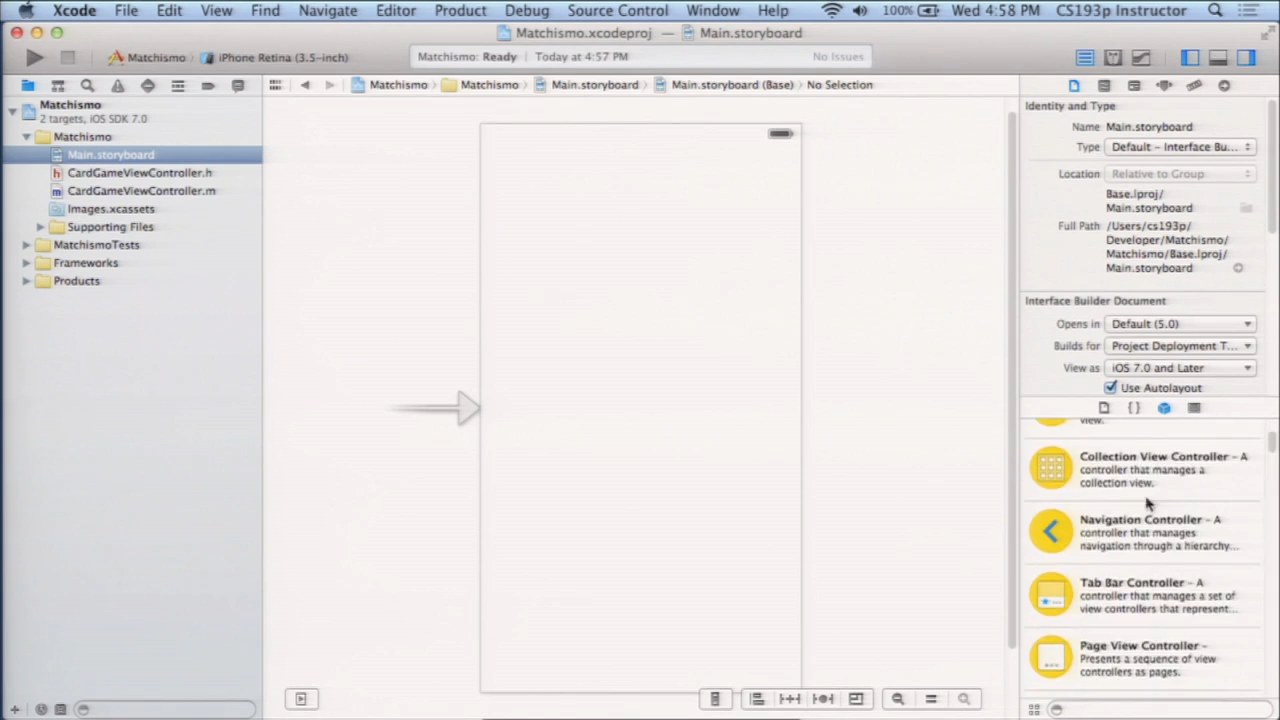 Xcode File Edit View Find Navigate Editor Product Debug Source Control Window Help 100% Wed 4:58 PM CS193p Instructor
Matchismo.xcodeproj — Main.storyboard
Matchismo iPhone Retina (3.5-inch) Matchismo: Ready Today at 4:57 PM No Issues
Matchismo Matchismo Main.storyboard Main.storyboard (Base) No Selection
Matchismo
2 targets, iOS SDK 7.0
Matchismo
Main.storyboard
CardGameViewController.h
CardGameViewController.m
Images.xcassets
Supporting Files
MatchismoTests
Frameworks
Products
Identity and Type
Name Main.storyboard
Type Default - Interface Bu...
Location Relative to Group
Base.lproj/
Main.storyboard
Full Path /Users/cs193p/
Developer/Matchismo/
Matchismo/Base.lproj/
Main.storyboard
Interface Builder Document
Opens in Default (5.0)
Builds for Project Deployment T...
View as iOS 7.0 and Later
Use Autolayout
view.
Collection View Controller - A
controller that manages a
collection view.
Navigation Controller - A
controller that manages
navigation through a hierarchy...
Tab Bar Controller - A
controller that manages a set of
view controllers that represent...
Page View Controller -
Presents a sequence of view
controllers as pages.